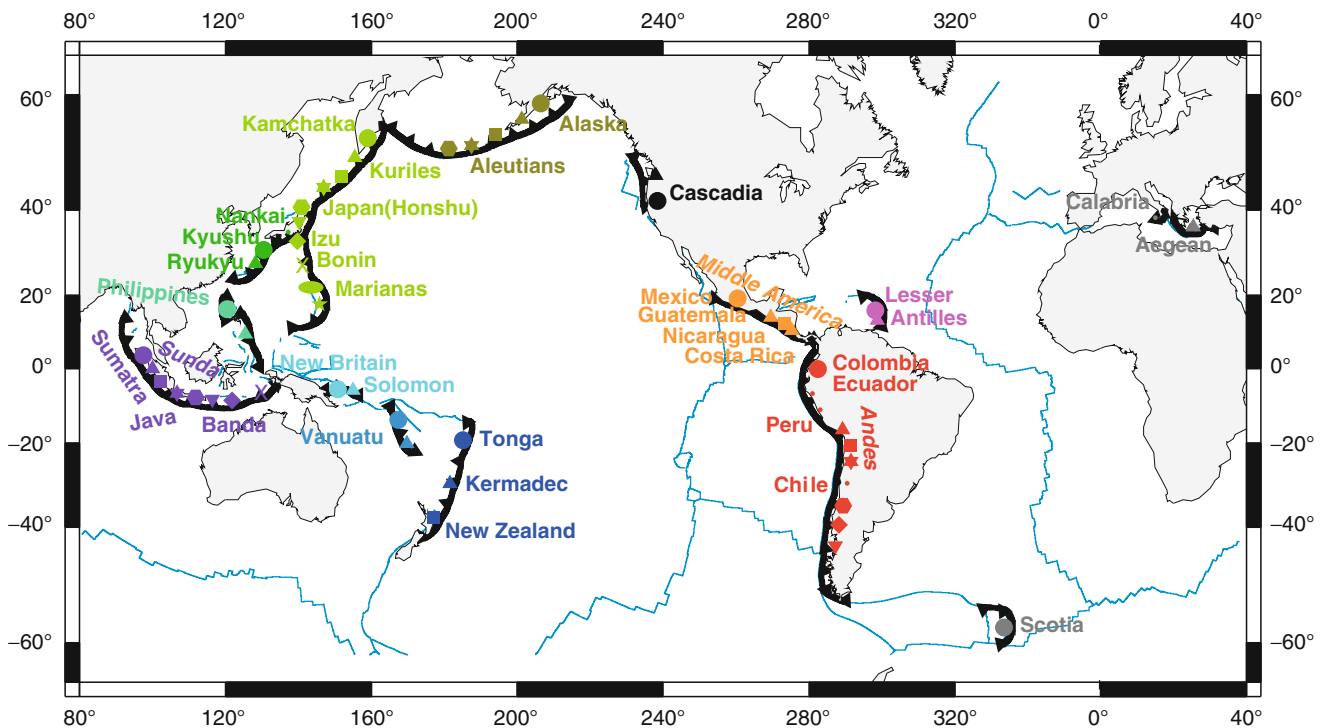 80° 120° 160° 200° 240° 280° 320° 0° 40°
60° 60°
Kamchatka
Alaska
Kuriles
Aleutians
Cascadia
40° 40°
Japan(Honshu)
Nankai
Calabria
Kyushu
Izu
Aegean
Ryukyu
Bonin
Philippines
Marianas
Middle America
20° 20°
Mexico
Lesser
Guatemala
Antilles
Nicaragua
Costa Rica
Sumatra
Sunda
New Britain
0° 0°
Colombia
Solomon
Ecuador
Java
Banda
Peru
Andes
Vanuatu
Tonga
−20° −20°
Kermadec
Chile
New Zealand
−40° −40°
Scotia
−60° −60°
80° 120° 160° 200° 240° 280° 320° 0° 40°